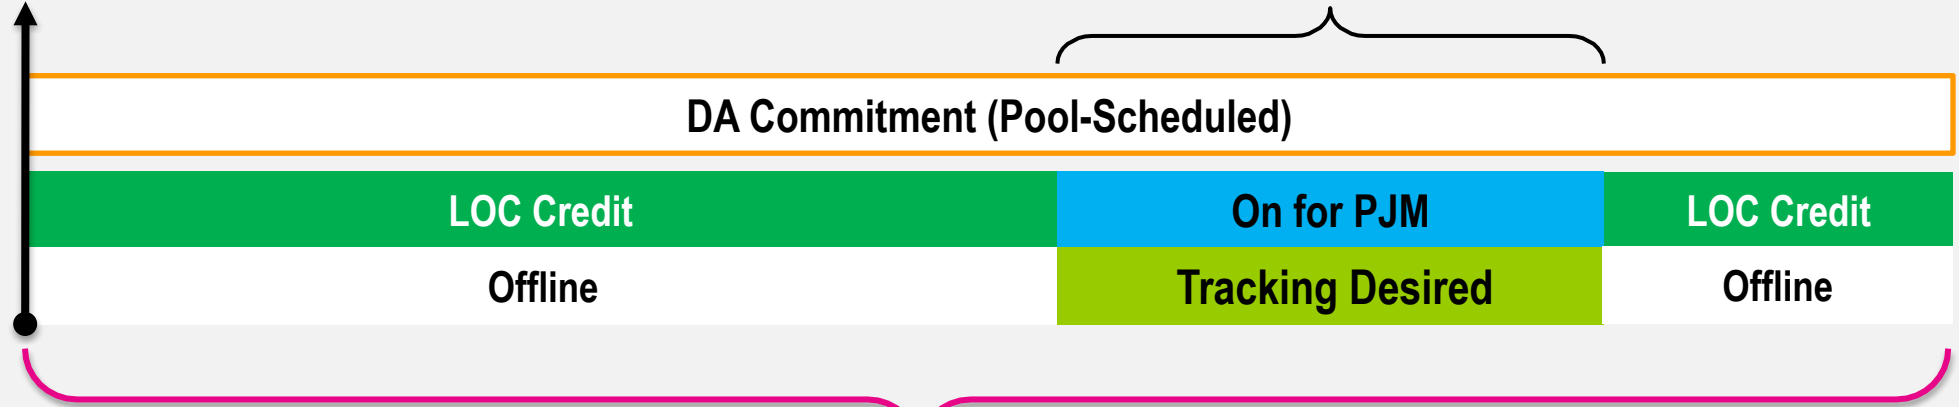 DA Commitment (Pool-Scheduled)
LOC Credit
On for PJM
LOC Credit
Offline
Tracking Desired
Offline